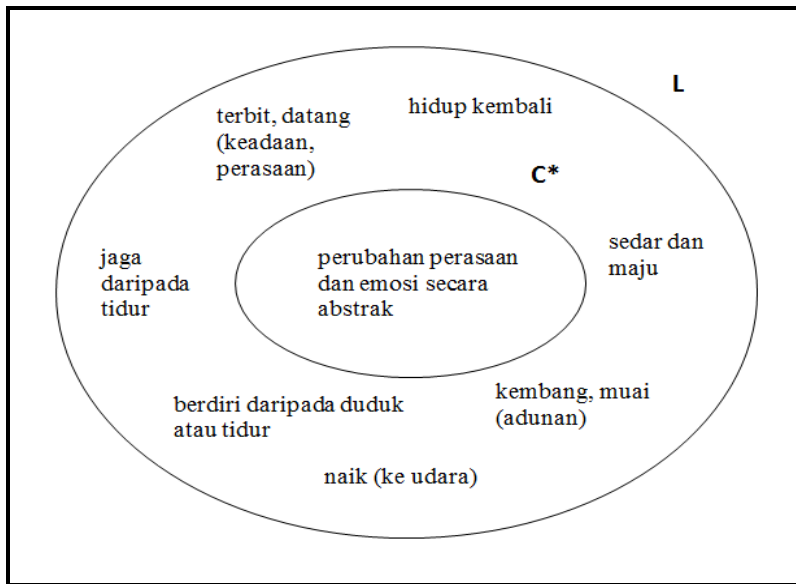 L
hidup kembali
terbit, datang
(keadaan,
perasaan)
C*
sedar dan
maju
jaga
daripada
tidur
perubahan perasaan
dan emosi secara
abstrak
kembang, muai
(adunan)
berdiri daripada duduk
atau tidur
naik (ke udara)